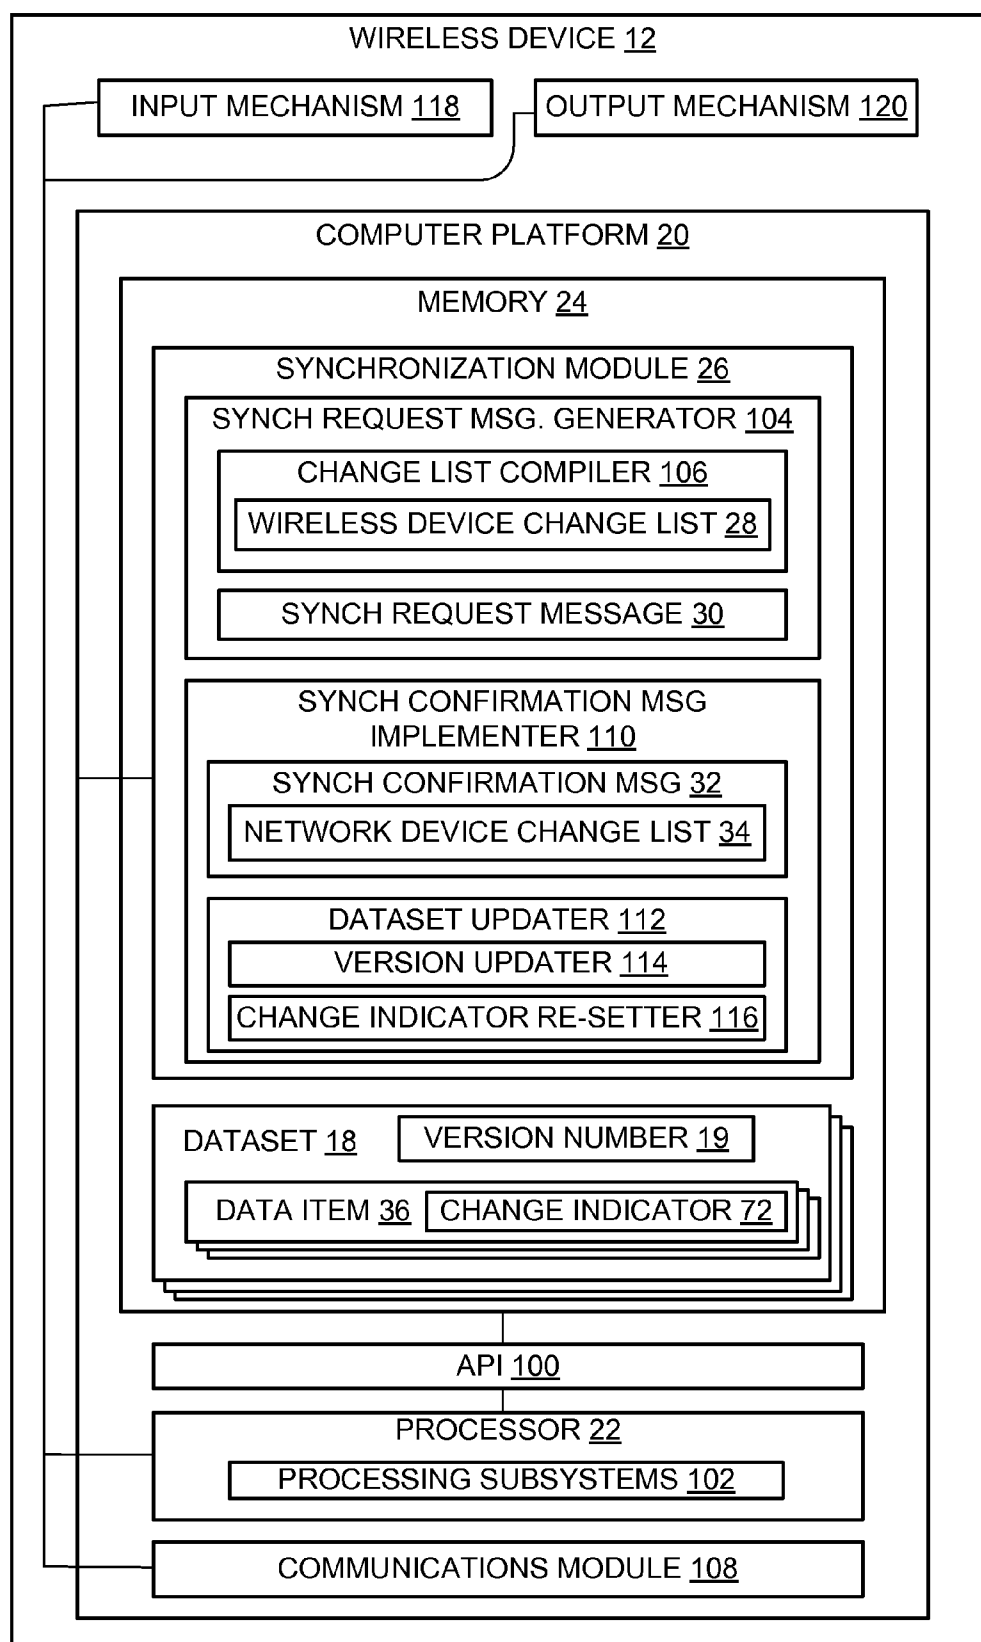 WIRELESS DEVICE 12
INPUT MECHANISM 118
OUTPUT MECHANISM 120
COMPUTER PLATFORM 20
MEMORY 24
SYNCHRONIZATION MODULE 26
SYNCH REQUEST MSG. GENERATOR 104
CHANGE LIST COMPILER 106
WIRELESS DEVICE CHANGE LIST 28
SYNCH REQUEST MESSAGE 30
SYNCH CONFIRMATION MSG
IMPLEMENTER 110
SYNCH CONFIRMATION MSG 32
NETWORK DEVICE CHANGE LIST 34
DATASET UPDATER 112
VERSION UPDATER 114
CHANGE INDICATOR RE-SETTER 116
DATASET 18
VERSION NUMBER 19
DATA ITEM 36
CHANGE INDICATOR 72
API 100
PROCESSOR 22
PROCESSING SUBSYSTEMS 102
COMMUNICATIONS MODULE 108